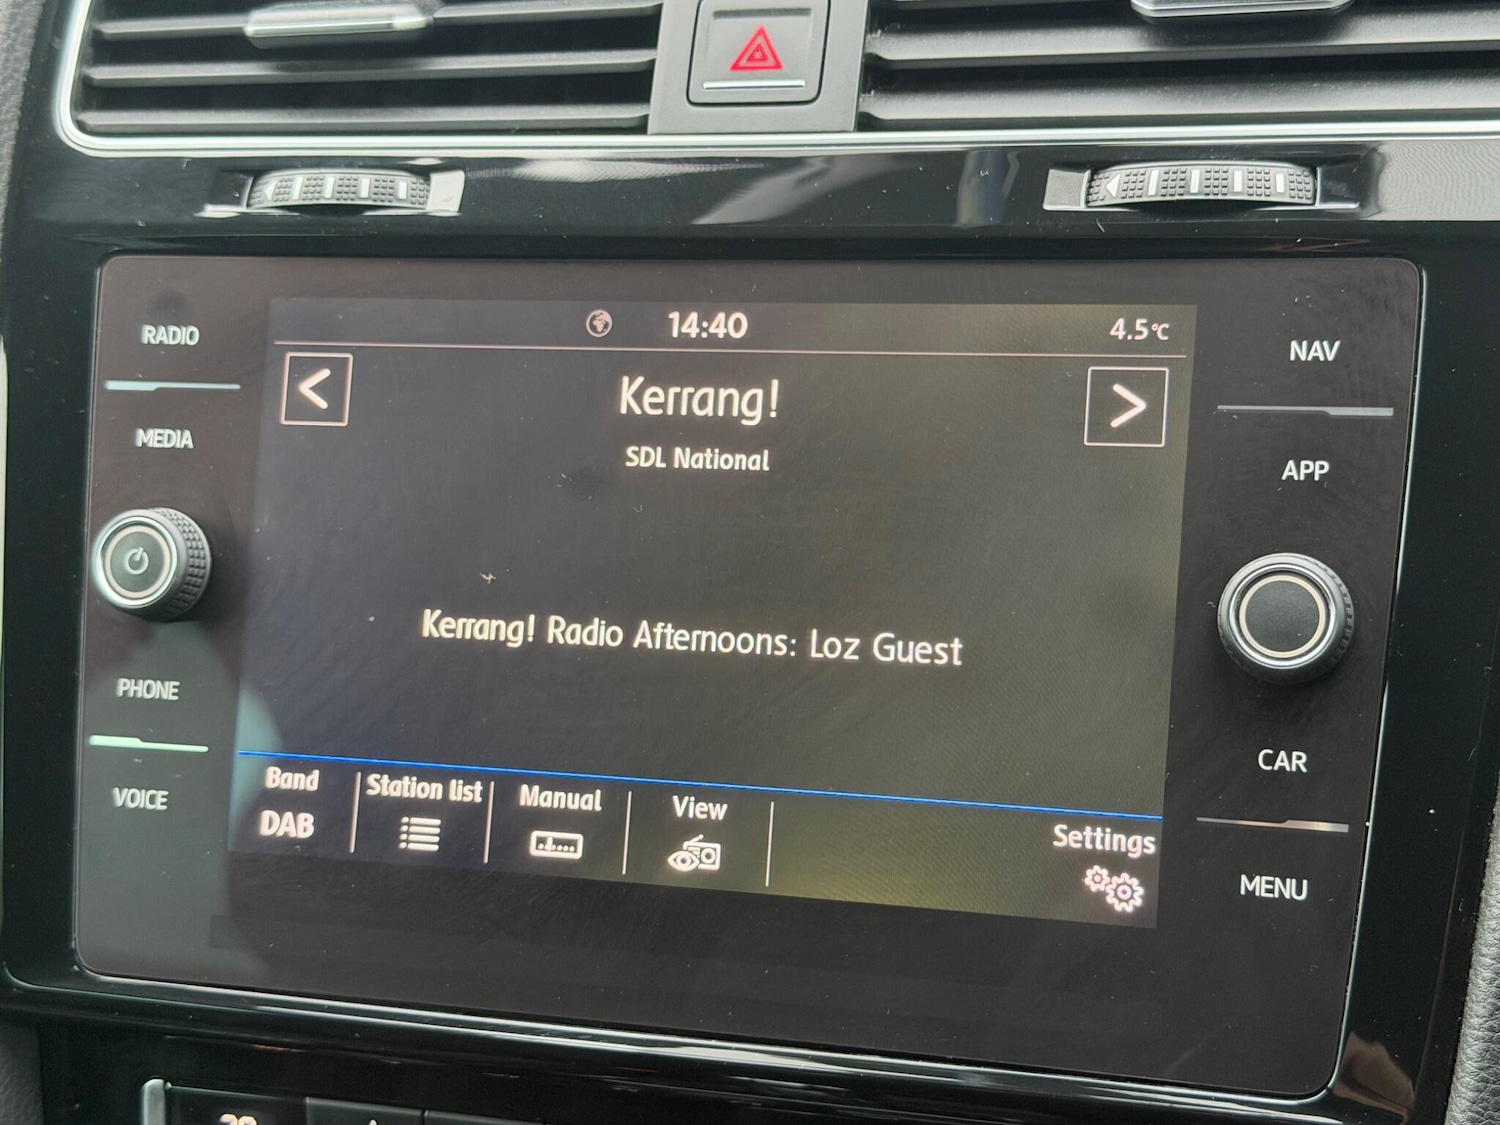 RADIO
MEDIA
PHONE
VOICE
14:40
4.5°C
<
Kerrang!
>
SDL National
Kerrang! Radio Afternoons: Loz Guest
Band
DAB
Station list
Manual
View
Settings
NAV
APP
CAR
MENU